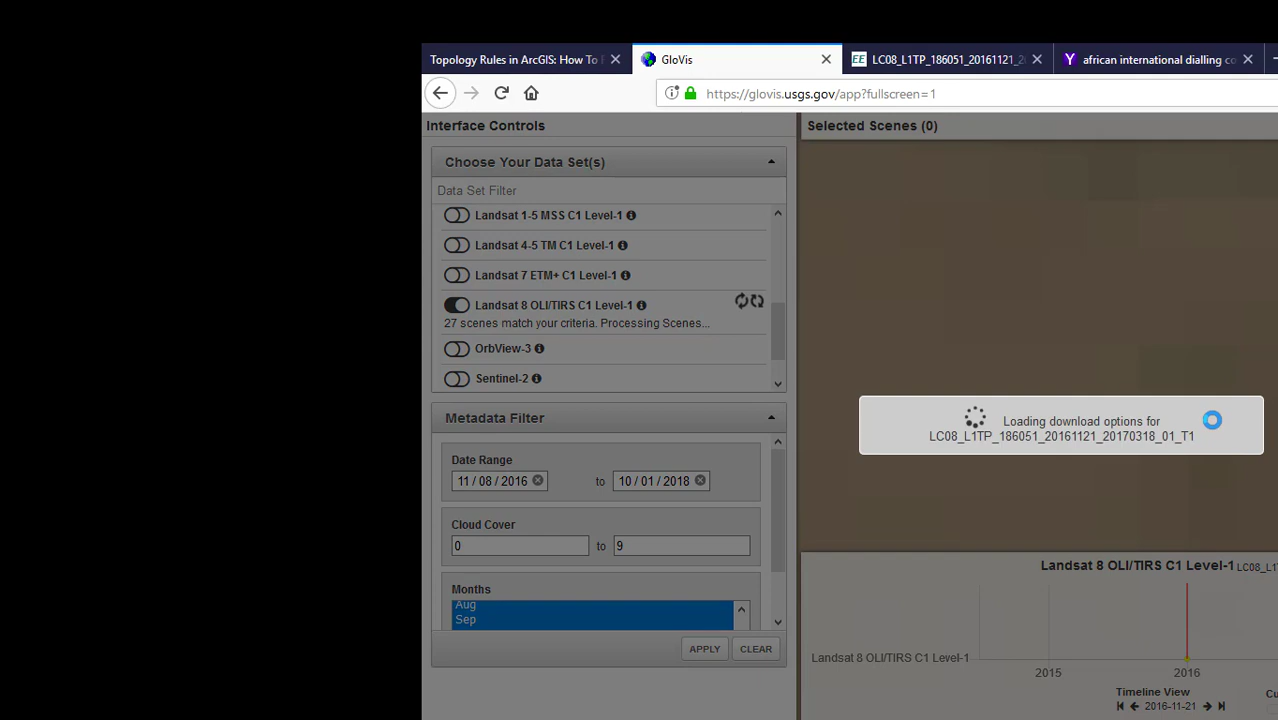 Topology Rules in ArcGIS: How To
GloVis
LC08_L1TP_186051_20161121_2
african international dialling co
https://glovis.usgs.gov/app?fullscreen=1
Interface Controls
Selected Scenes (0)
Choose Your Data Set(s)
Data Set Filter
Landsat 1-5 MSS C1 Level-1
Landsat 4-5 TM C1 Level-1
Landsat 7 ETM+ C1 Level-1
Landsat 8 OLI/TIRS C1 Level-1
27 scenes match your criteria. Processing Scenes...
OrbView-3
Sentinel-2
Metadata Filter
Date Range
11 / 08 / 2016 to 10 / 01 / 2018
Cloud Cover
0 to 9
Months
Aug
Sep
APPLY CLEAR
Loading download options for
LC08_L1TP_186051_20161121_20170318_01_T1
Landsat 8 OLI/TIRS C1 Level-1 LC08_L1
Landsat 8 OLI/TIRS C1 Level-1
2015 2016
Timeline View
2016-11-21